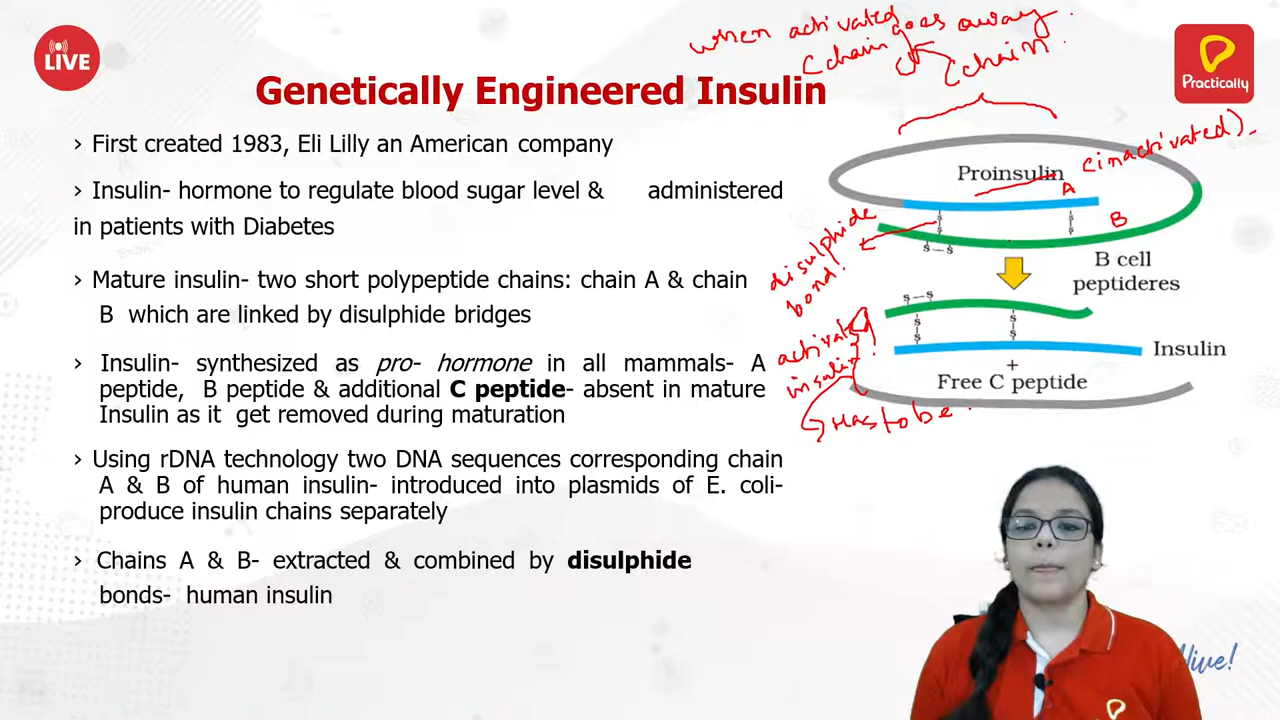 LIVE
when activated
C chain goes away
C chain
Practically
Genetically Engineered Insulin
› First created 1983, Eli Lilly an American company
› Insulin- hormone to regulate blood sugar level & administered
in patients with Diabetes
› Mature insulin- two short polypeptide chains: chain A & chain
B which are linked by disulphide bridges
› Insulin- synthesized as pro- hormone in all mammals- A
peptide, B peptide & additional C peptide- absent in mature
Insulin as it get removed during maturation
› Using rDNA technology two DNA sequences corresponding chain
A & B of human insulin- introduced into plasmids of E. coli-
produce insulin chains separately
› Chains A & B- extracted & combined by disulphide
bonds- human insulin
Proinsulin
(inactivated).
A
B
S S
S S
S–S
disulphide
bond!
B cell
peptideres
S–S
S S
S S
activated
insulin!
Insulin
+
Free C peptide
Has to be
live!